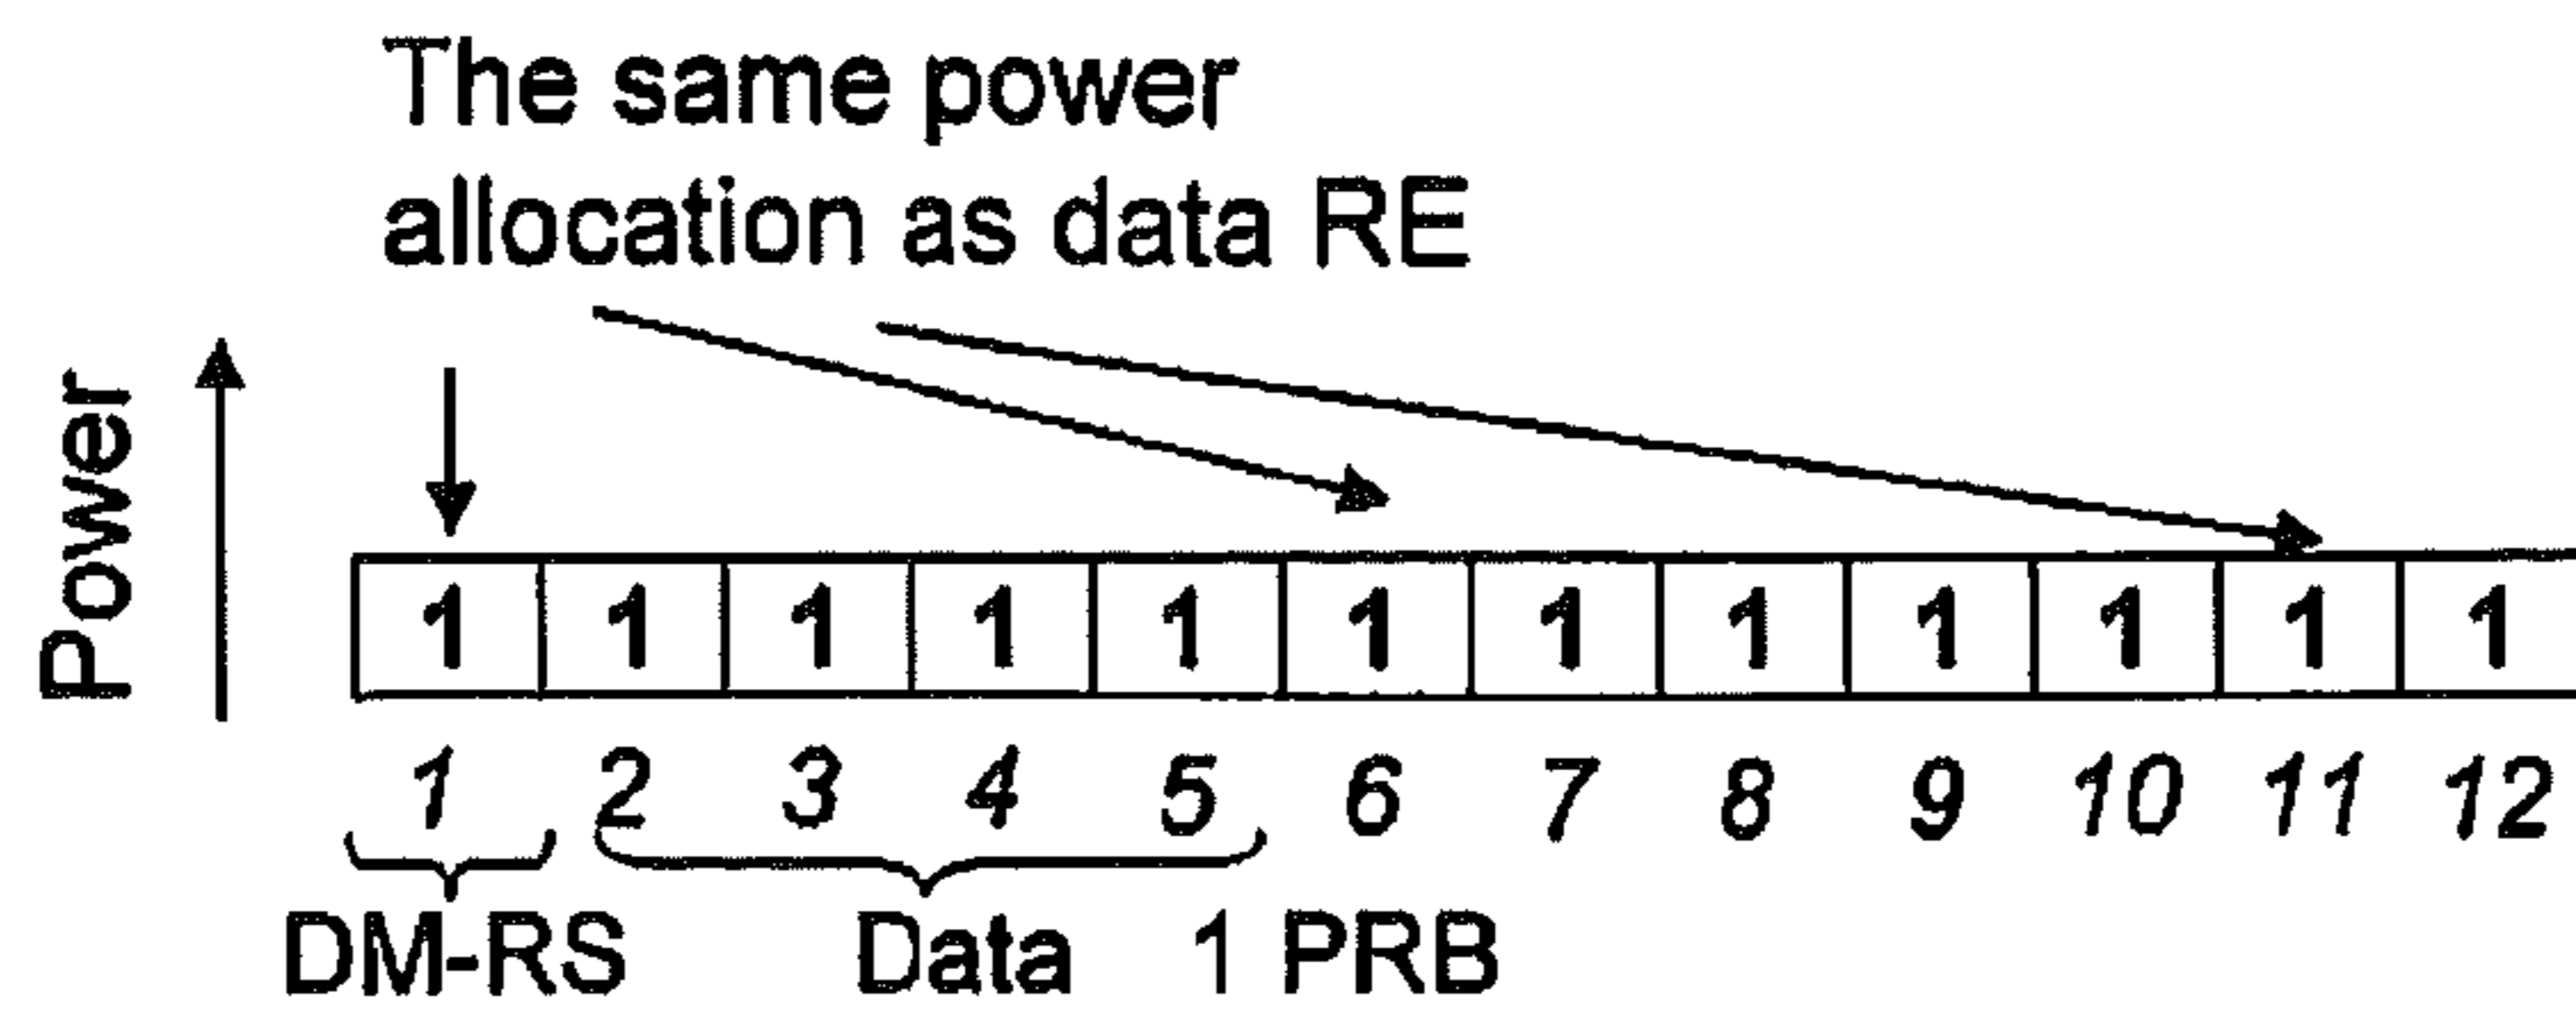 The same power
allocation as data RE
Power
1 1 1 1 1 1 1 1 1 1 1 1
1 2 3 4 5 6 7 8 9 10 11 12
DM-RS Data 1 PRB